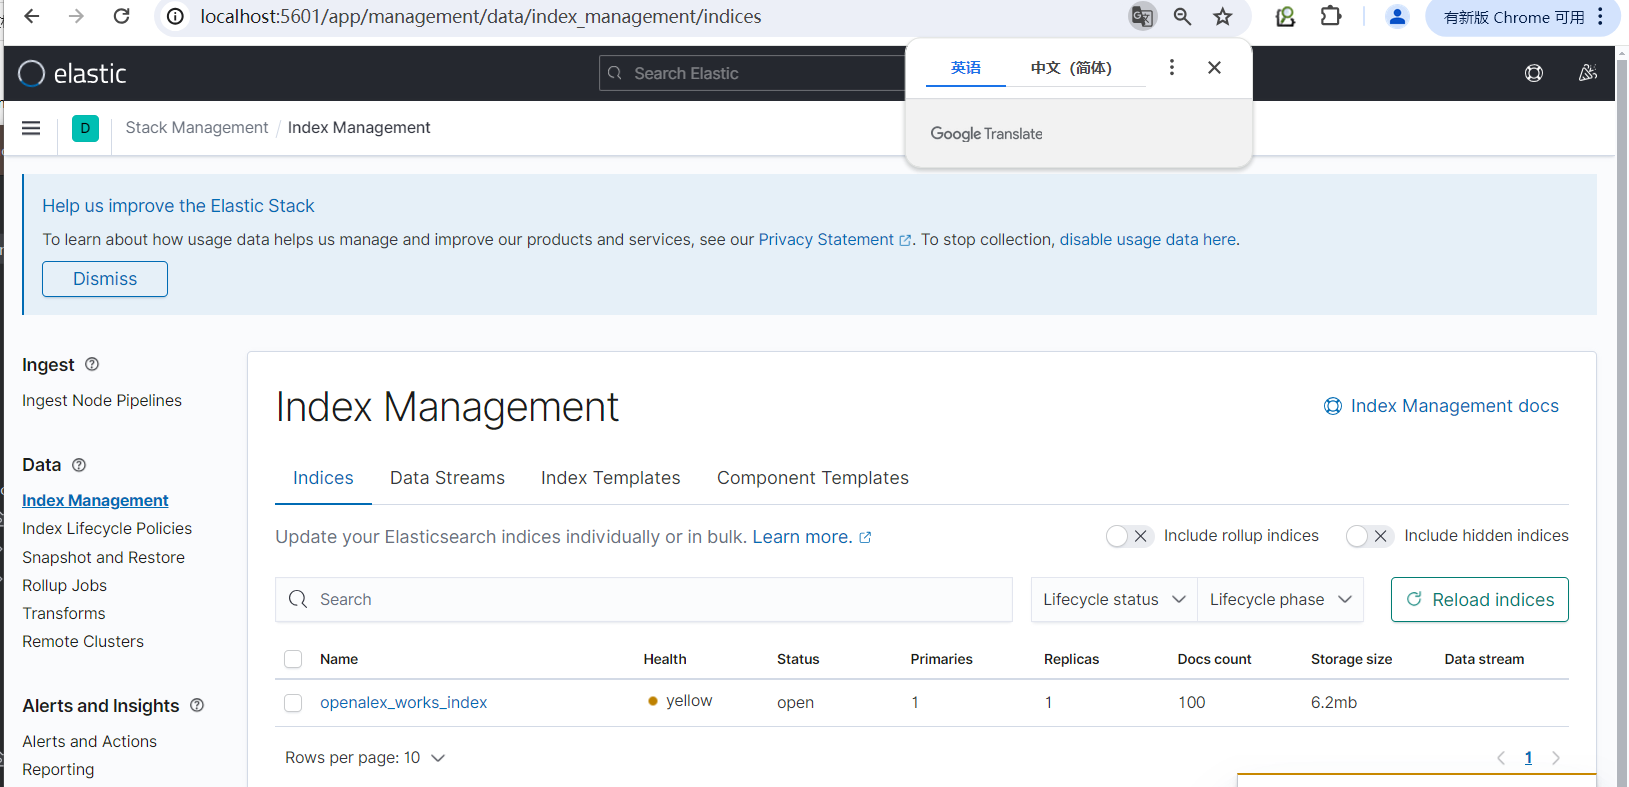 localhost:5601/app/management/data/index_management/indices
有新版 Chrome 可用
elastic
Search Elastic
英语 中文（简体）
Google Translate
D Stack Management / Index Management
Help us improve the Elastic Stack
To learn about how usage data helps us manage and improve our products and services, see our Privacy Statement. To stop collection, disable usage data here.
Dismiss
Ingest
Ingest Node Pipelines
Data
Index Management
Index Lifecycle Policies
Snapshot and Restore
Rollup Jobs
Transforms
Remote Clusters
Alerts and Insights
Alerts and Actions
Reporting
Index Management
Index Management docs
Indices Data Streams Index Templates Component Templates
Update your Elasticsearch indices individually or in bulk. Learn more.
Include rollup indices Include hidden indices
Search Lifecycle status Lifecycle phase Reload indices
Name Health Status Primaries Replicas Docs count Storage size Data stream
openalex_works_index yellow open 1 1 100 6.2mb
Rows per page: 10
1